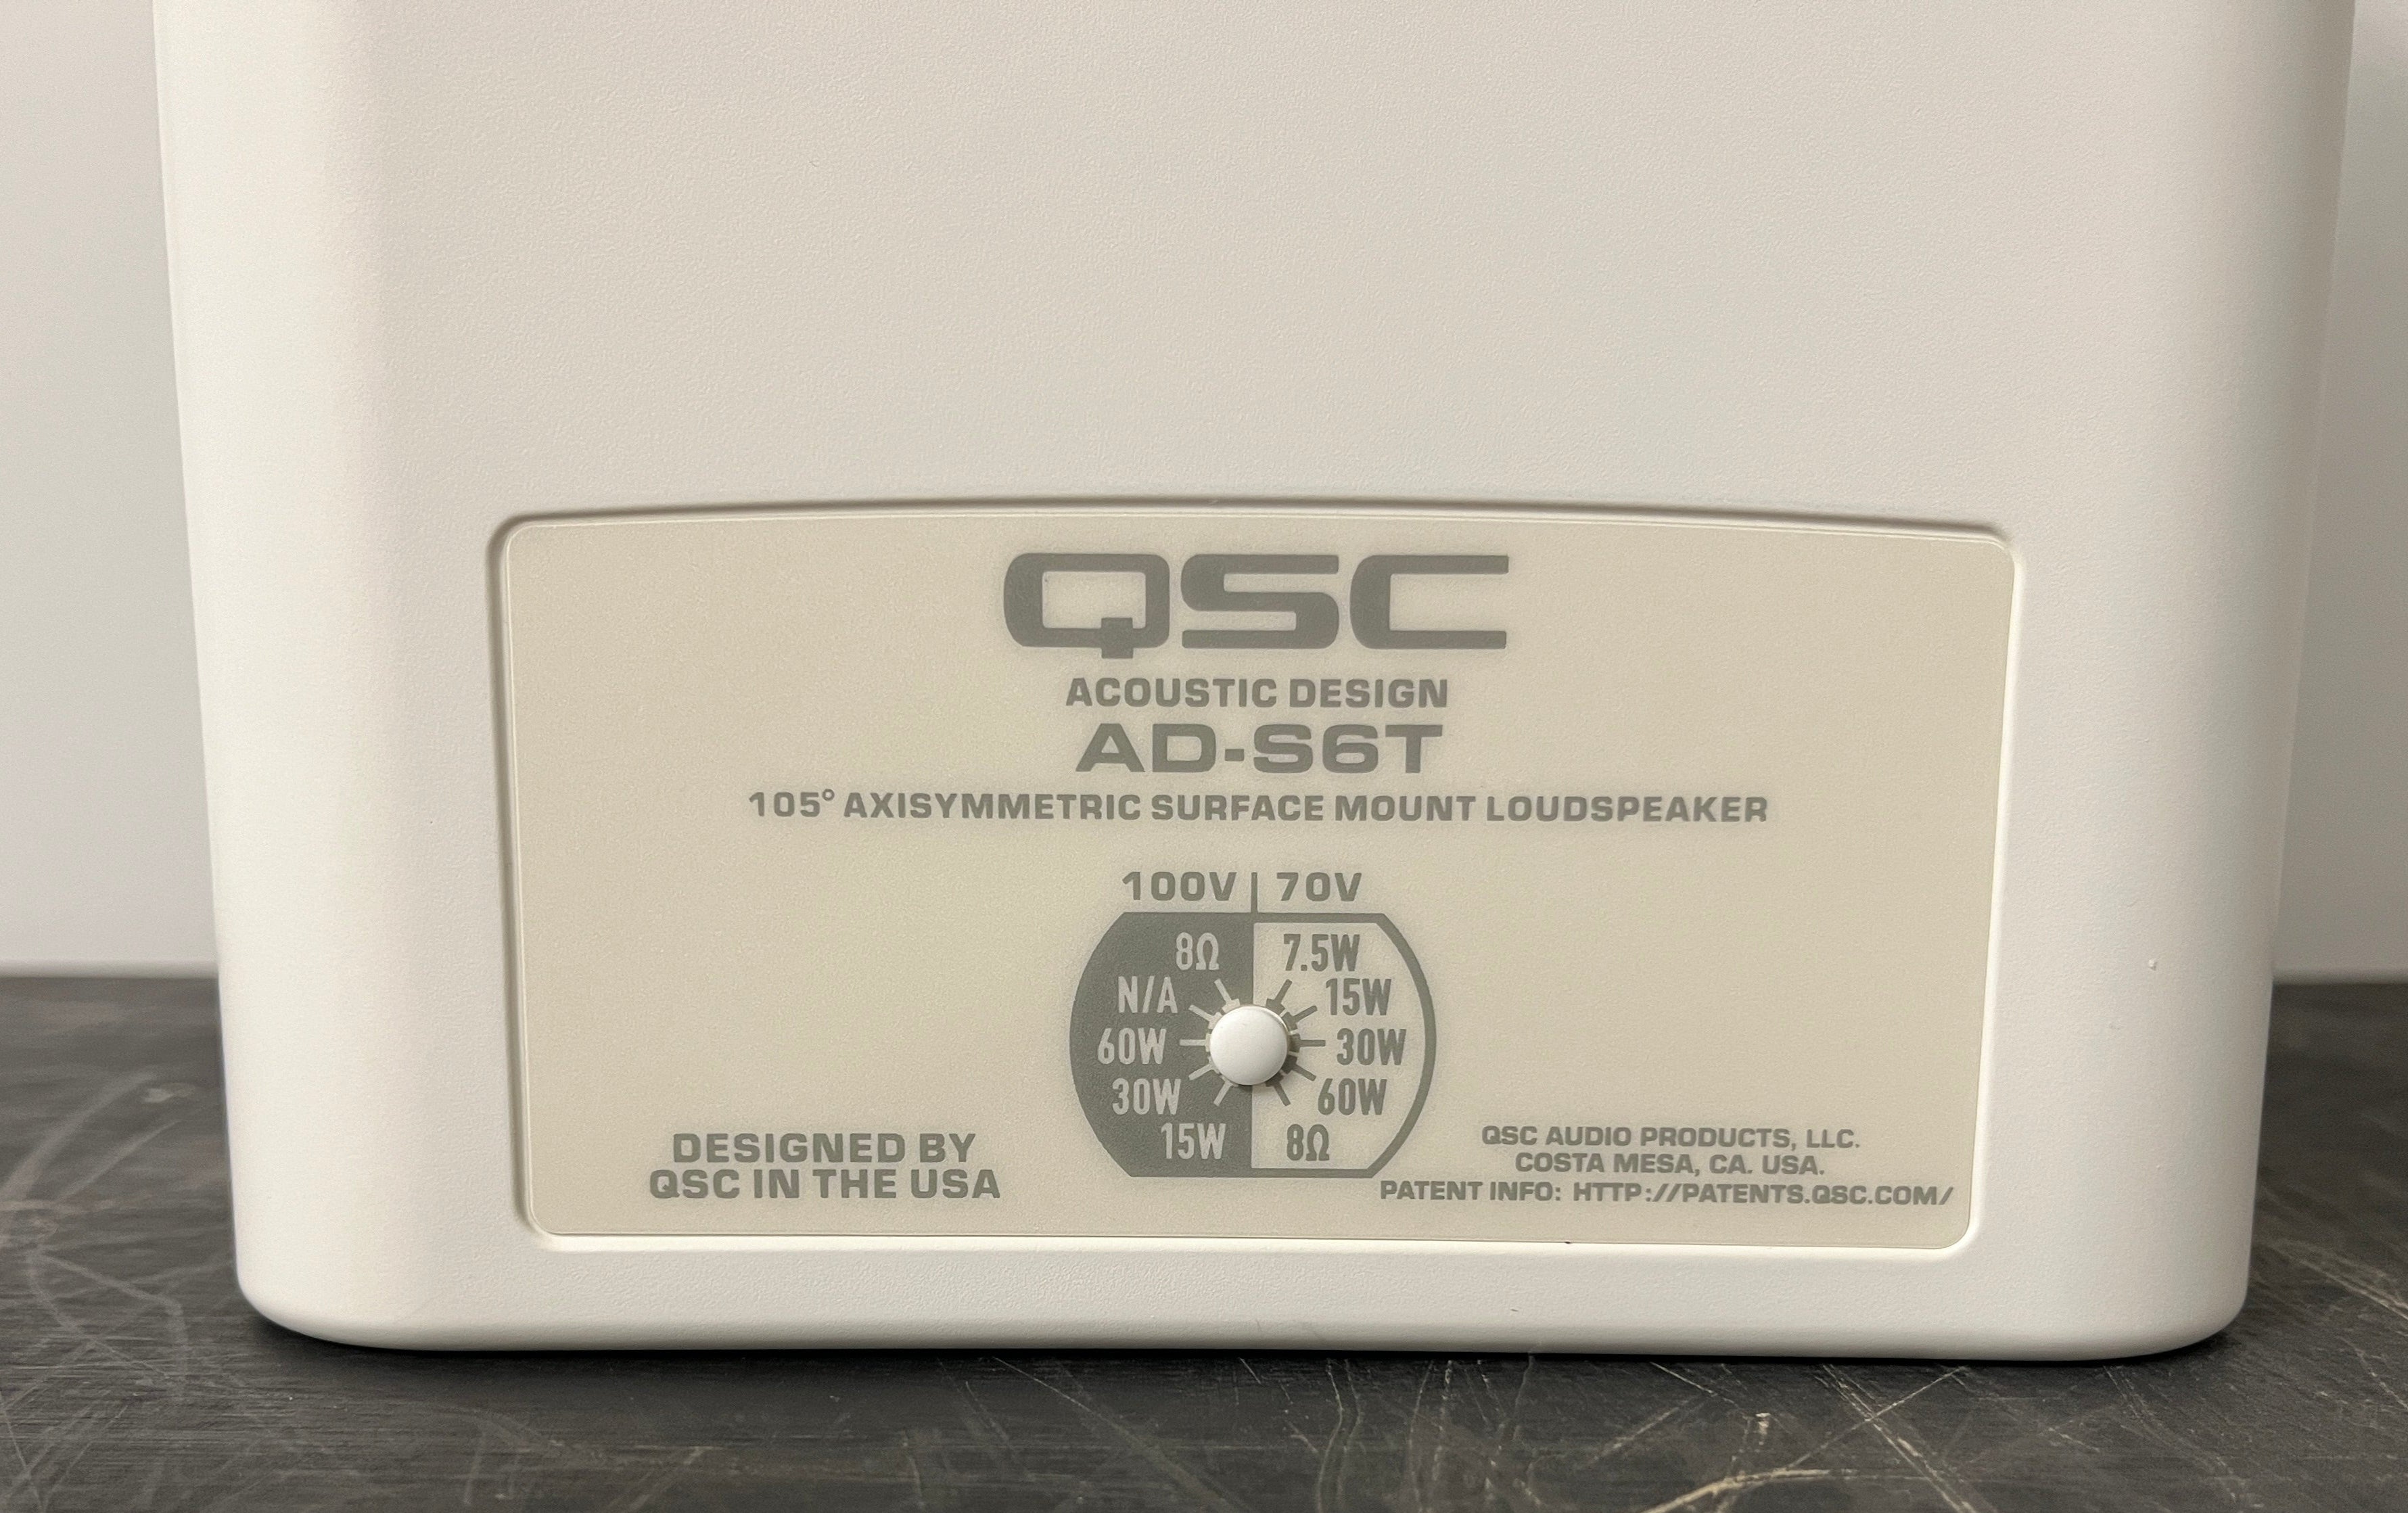 QSC
ACOUSTIC DESIGN
AD-S6T
105° AXISYMMETRIC SURFACE MOUNT LOUDSPEAKER
100V | 70V
8Ω 7.5W
N/A 15W
60W 30W
30W 60W
15W 8Ω
DESIGNED BY
QSC IN THE USA
QSC AUDIO PRODUCTS, LLC.
COSTA MESA, CA. USA.
PATENT INFO: HTTP://PATENTS.QSC.COM/